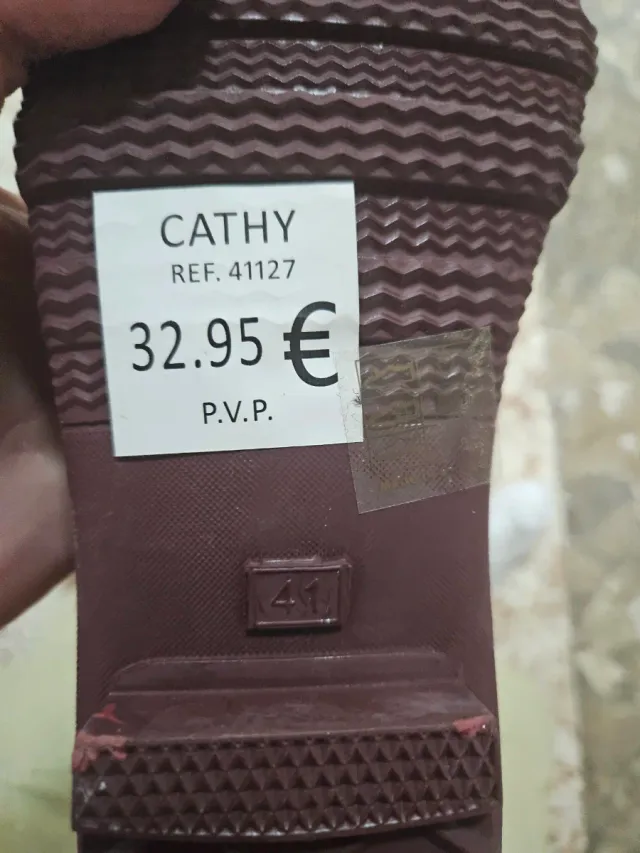 CATHY
REF. 41127
32.95 €
P.V.P.
41